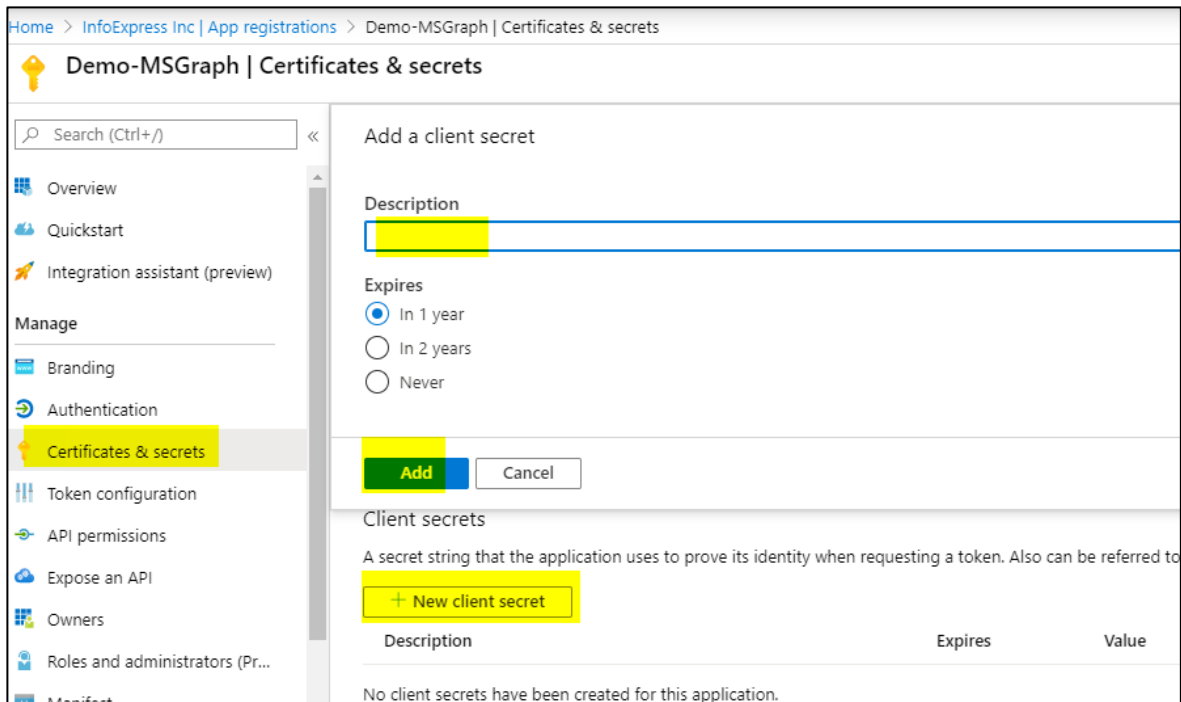 Home > InfoExpress Inc | App registrations > Demo-MSGraph | Certificates & secrets
Demo-MSGraph | Certificates & secrets
Search (Ctrl+/)
«
Overview
Quickstart
Integration assistant (preview)
Manage
Branding
Authentication
Certificates & secrets
Token configuration
API permissions
Expose an API
Owners
Roles and administrators (Pr...
Manifest
Add a client secret
Description
Expires
In 1 year
In 2 years
Never
Add Cancel
Client secrets
A secret string that the application uses to prove its identity when requesting a token. Also can be referred to
+ New client secret
Description Expires Value
No client secrets have been created for this application.